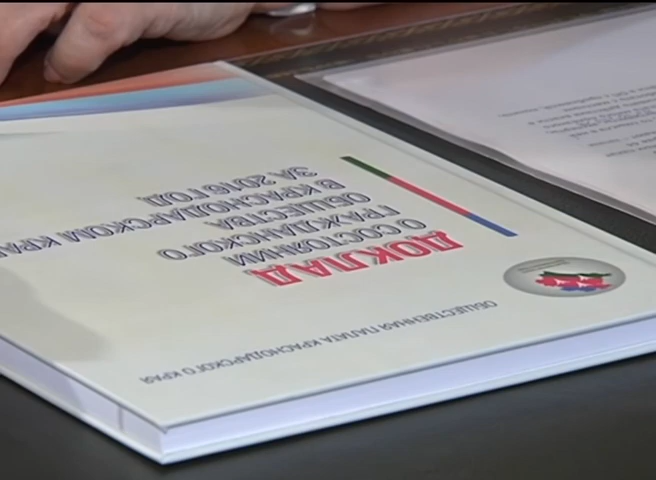 ОБЩЕСТВЕННАЯ ПАЛАТА КРАСНОДАРСКОГО КРАЯ
ДОКЛАД
О СОСТОЯНИИ
ГРАЖДАНСКОГО
ОБЩЕСТВА
В КРАСНОДАРСКОМ КРАЕ
ЗА 2016 ГОД